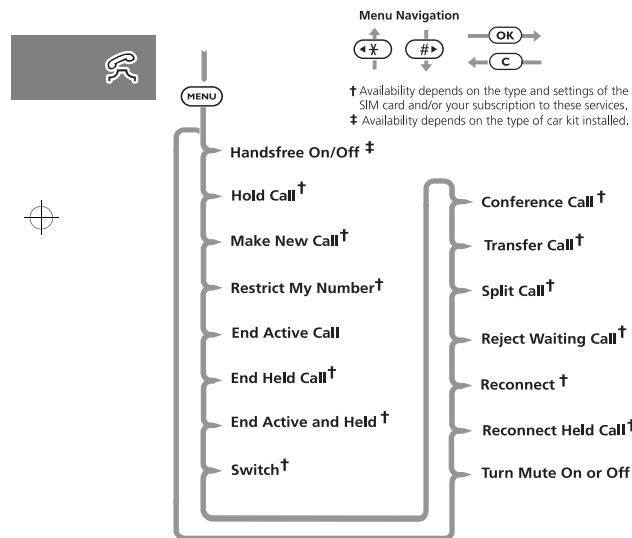 Menu Navigation
◂* #▸ OK
C
† Availability depends on the type and settings of the
SIM card and/or your subscription to these services.
‡ Availability depends on the type of car kit installed.
MENU
Handsfree On/Off ‡
Hold Call†
Make New Call†
Restrict My Number†
End Active Call
End Held Call†
End Active and Held †
Switch†
Conference Call †
Transfer Call†
Split Call†
Reject Waiting Call†
Reconnect †
Reconnect Held Call†
Turn Mute On or Off